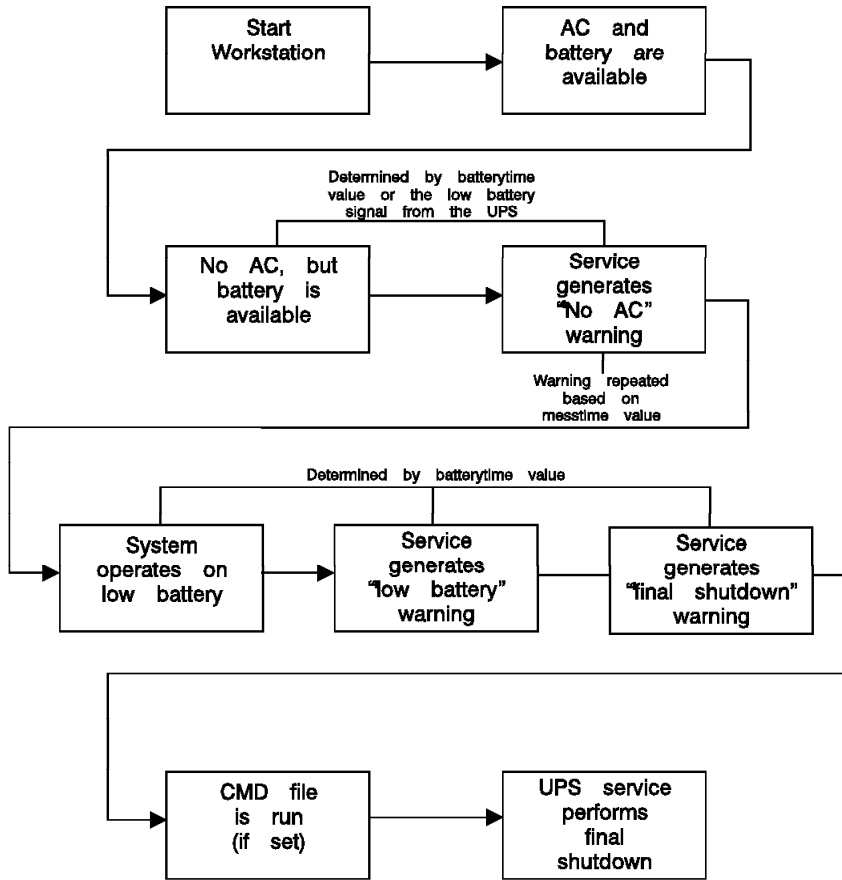 Start
Workstation
AC and
battery are
available
Determined by batterytime
value or the low battery
signal from the UPS
No AC, but
battery is
available
Service
generates
“No AC”
warning
Warning repeated
based on
messtime value
Determined by batterytime value
System
operates on
low battery
Service
generates
“low battery”
warning
Service
generates
“final shutdown”
warning
CMD file
is run
(if set)
UPS service
performs
final
shutdown